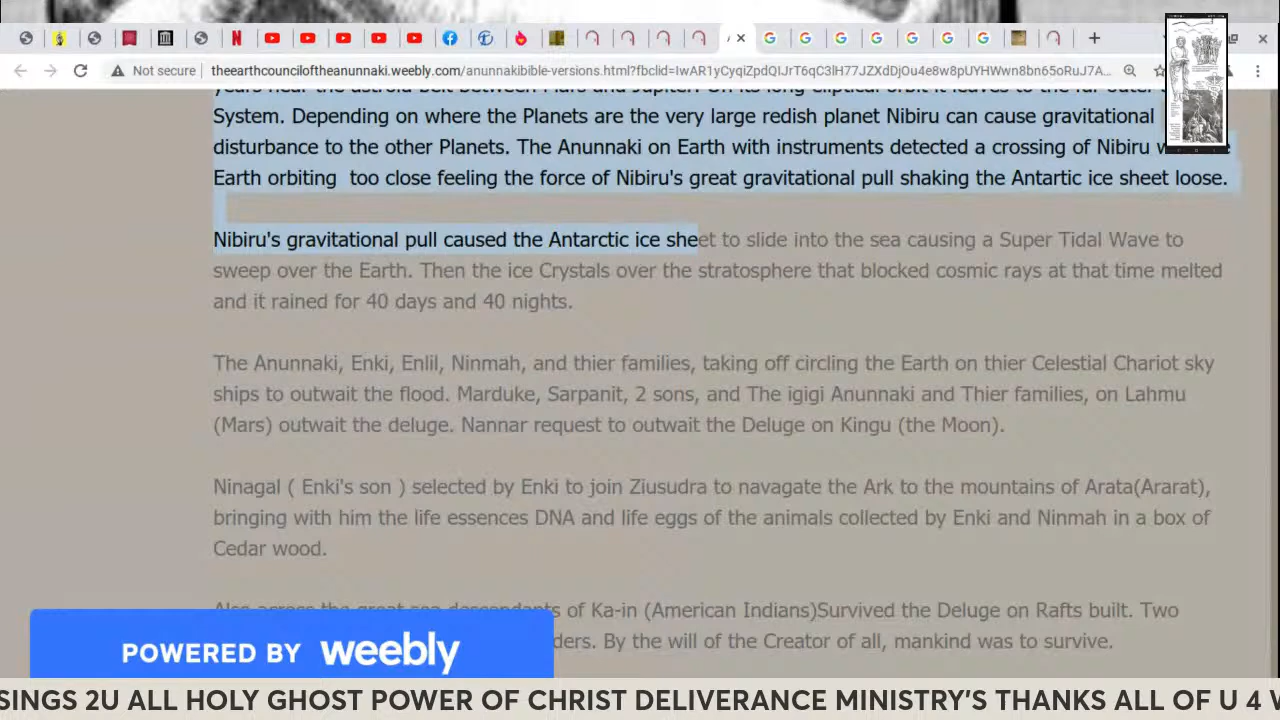 Not secure theearthcounciloftheanunnaki.weebly.com/anunnakibible-versions.html?fbclid=
System. Depending on where the Planets are the very large redish planet Nibiru can cause gravitational
disturbance to the other Planets. The Anunnaki on Earth with instruments detected a crossing of Nibiru
Earth orbiting too close feeling the force of Nibiru's great gravitational pull shaking the Antartic ice sheet loose.
Nibiru's gravitational pull caused the Antarctic ice sheet to slide into the sea causing a Super Tidal Wave to
sweep over the Earth. Then the ice Crystals over the stratosphere that blocked cosmic rays at that time melted
and it rained for 40 days and 40 nights.
The Anunnaki, Enki, Enlil, Ninmah, and thier families, taking off circling the Earth on thier Celestial Chariot sky
ships to outwait the flood. Marduke, Sarpanit, 2 sons, and The igigi Anunnaki and Thier families, on Lahmu
(Mars) outwait the deluge. Nannar request to outwait the Deluge on Kingu (the Moon).
Ninagal ( Enki's son ) selected by Enki to join Ziusudra to navagate the Ark to the mountains of Arata(Ararat),
bringing with him the life essences DNA and life eggs of the animals collected by Enki and Ninmah in a box of
Cedar wood.
Also across the great sea descendants of Ka-in (American Indians)Survived the Deluge on Rafts built. Two
ders. By the will of the Creator of all, mankind was to survive.
POWERED BY weebly
SINGS 2U ALL HOLY GHOST POWER OF CHRIST DELIVERANCE MINISTRY'S THANKS ALL OF U 4